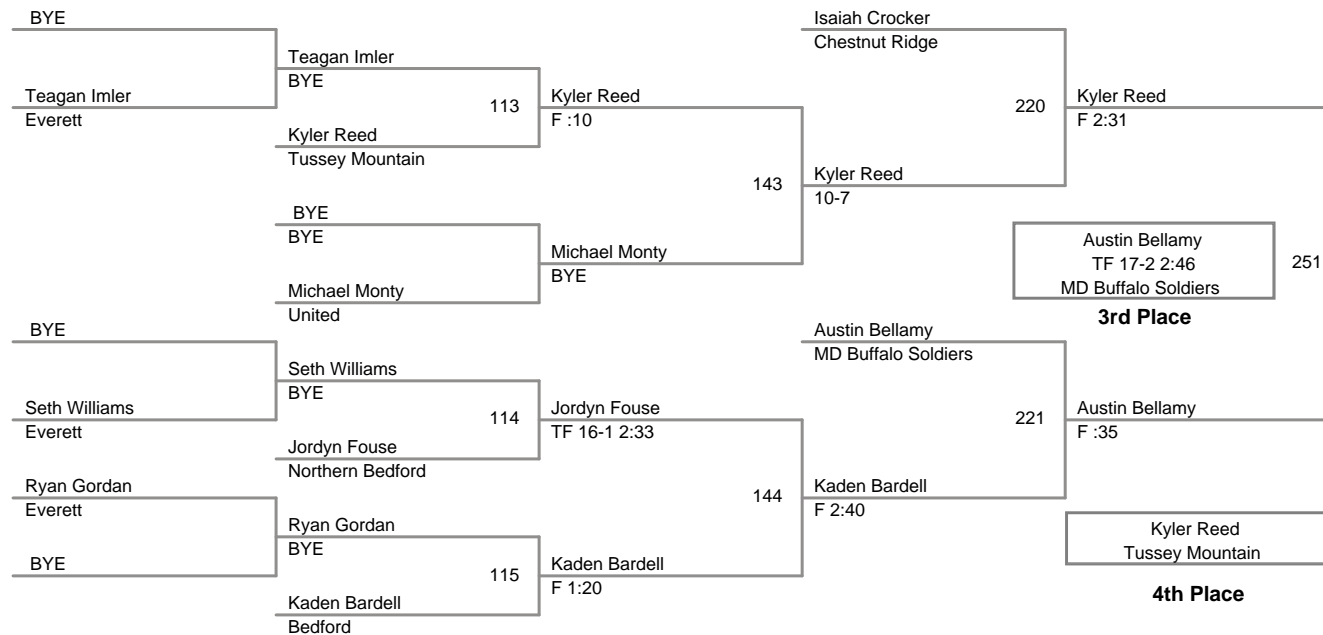 BYE
Isaiah Crocker
Chestnut Ridge
Teagan Imler
BYE
Teagan Imler
Everett
113
Kyler Reed
F :10
220
Kyler Reed
F 2:31
Kyler Reed
Tussey Mountain
143
Kyler Reed
10-7
BYE
BYE
Michael Monty
BYE
Michael Monty
United
Austin Bellamy
TF 17-2 2:46
MD Buffalo Soldiers
251
3rd Place
BYE
Austin Bellamy
MD Buffalo Soldiers
Seth Williams
BYE
Seth Williams
Everett
114
Jordyn Fouse
TF 16-1 2:33
221
Austin Bellamy
F :35
Jordyn Fouse
Northern Bedford
Ryan Gordan
Everett
144
Kaden Bardell
F 2:40
Ryan Gordan
BYE
BYE
115
Kaden Bardell
F 1:20
Kaden Bardell
Bedford
Kyler Reed
Tussey Mountain
4th Place